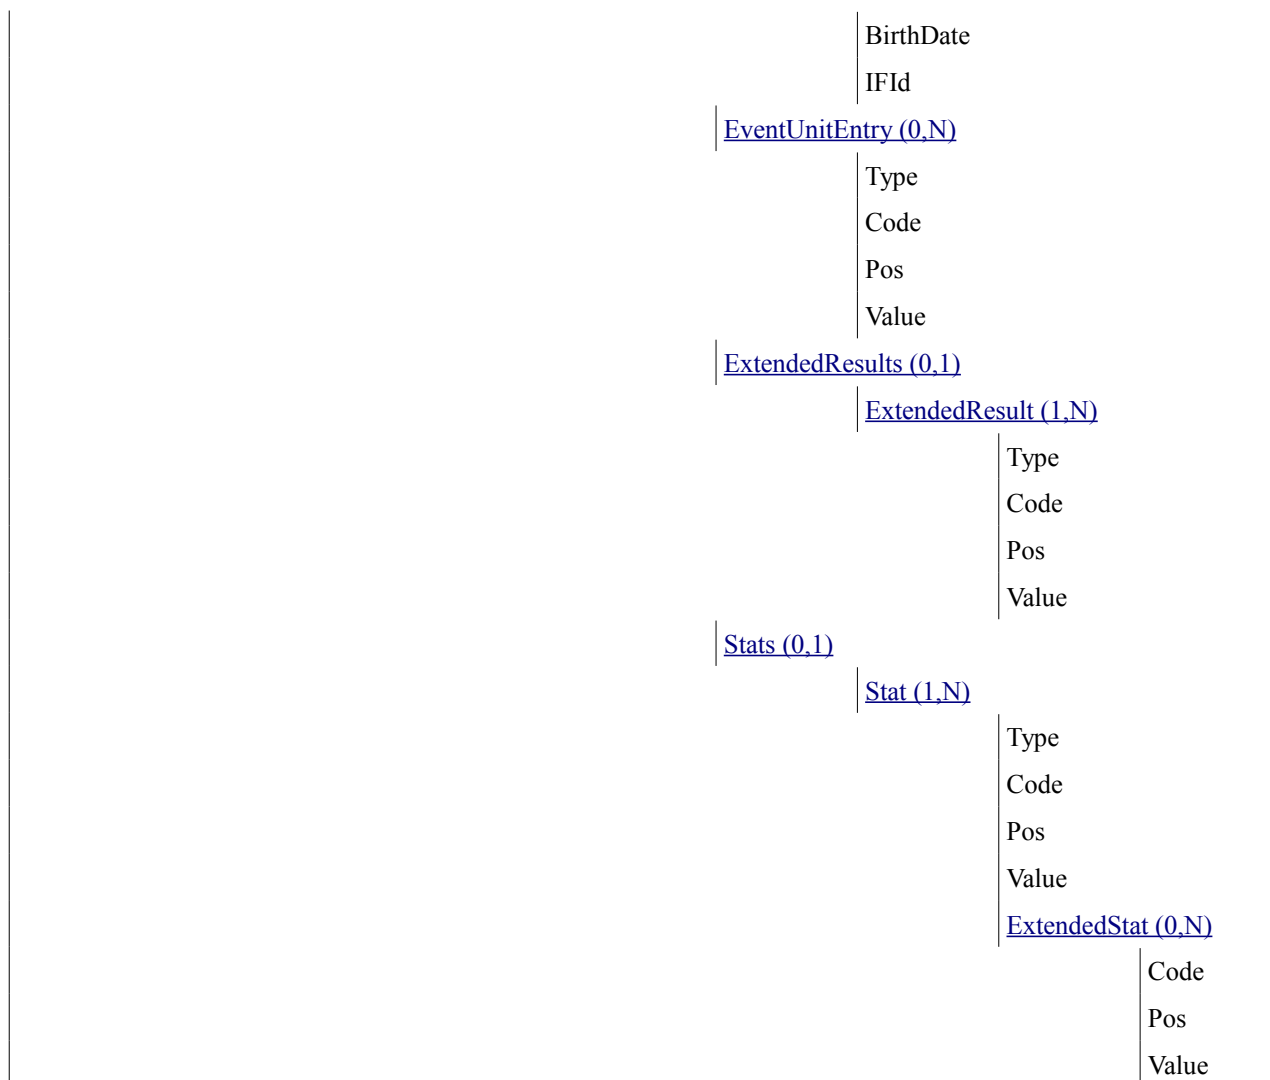 BirthDate
IFId
EventUnitEntry (0,N)
Type
Code
Pos
Value
ExtendedResults (0,1)
ExtendedResult (1,N)
Type
Code
Pos
Value
Stats (0,1)
Stat (1,N)
Type
Code
Pos
Value
ExtendedStat (0,N)
Code
Pos
Value